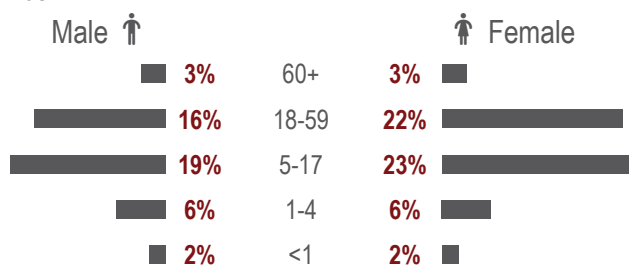 Male Female
3% 60+ 3%
16% 18-59 22%
19% 5-17 23%
6% 1-4 6%
2% <1 2%